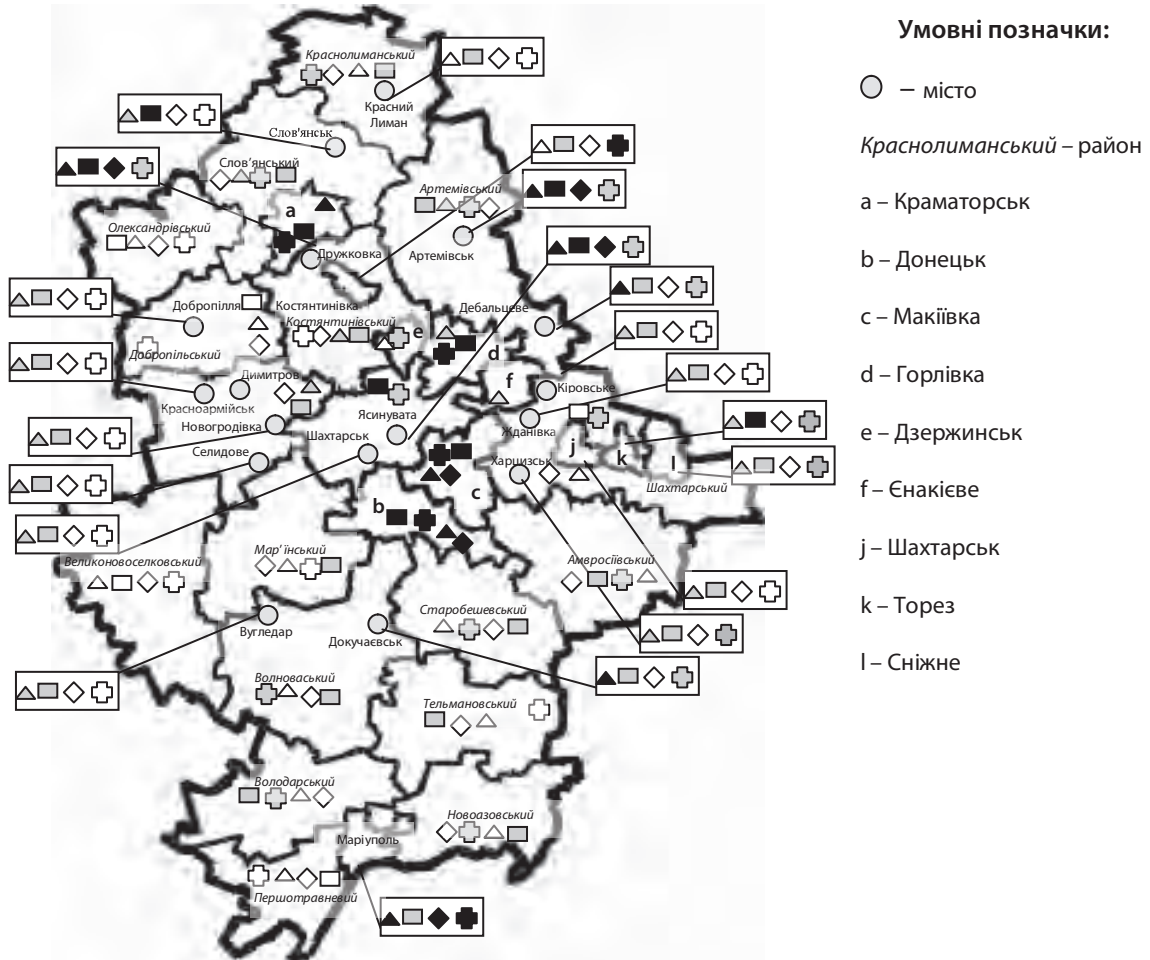 Умовні позначки:
– місто
Краснолиманський – район
a – Краматорськ
b – Донецьк
c – Макіївка
d – Горлівка
e – Дзержинськ
f – Єнакієве
j – Шахтарськ
k – Торез
l – Сніжне
Краснолиманський
Красний
Лиман
Слов'янськ
Слов'янський
Артемівський
a
Олександрівський
Дружковка
Артемівськ
Добропілля
Костянтинівка
Дебальцеве
Костянтинівський
e
d
Добропільський
Димитров
f
Кіровське
Красноармійськ
Ясинувата
Новогродівка
Жданівка
Шахтарськ
j
Селидове
Харцизськ
k
l
Шахтарський
c
b
Мар'їнський
Великоновоселковський
Амвросіївський
Старобешевський
Вугледар
Докучаєвськ
Волноваський
Тельмановський
Володарський
Новоазовський
Маріуполь
Першотравневий